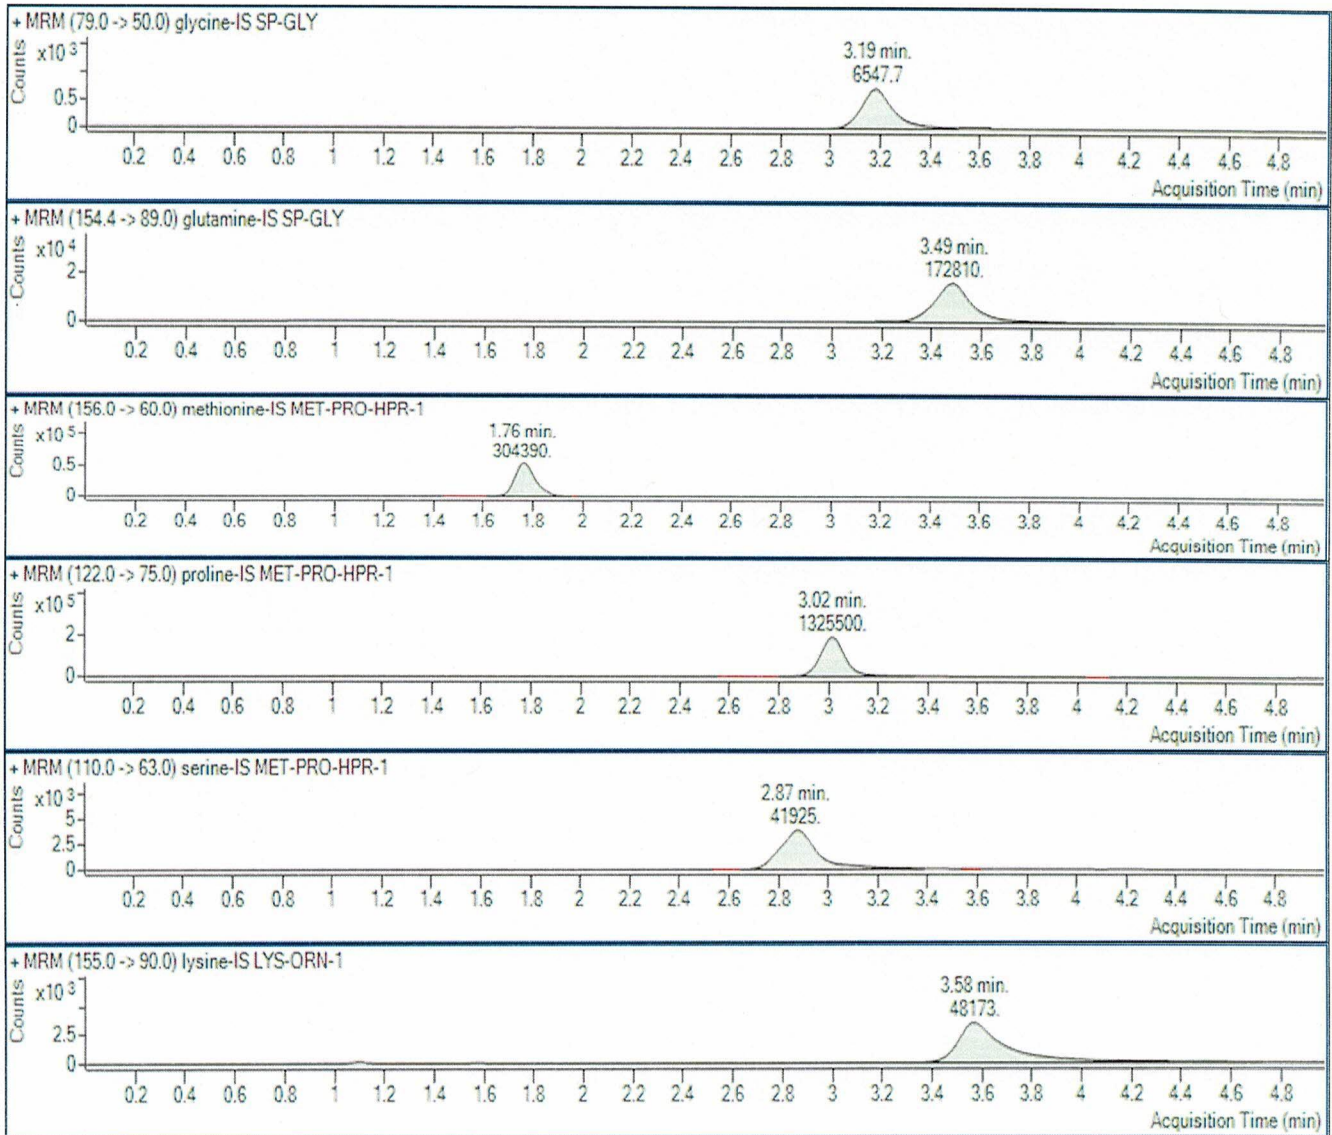 + MRM (79.0 -> 50.0) glycine-IS SP-GLY
Counts
x10 3
0.5
0
3.19 min.
6547.7
0.2 0.4 0.6 0.8 1 1.2 1.4 1.6 1.8 2 2.2 2.4 2.6 2.8 3 3.2 3.4 3.6 3.8 4 4.2 4.4 4.6 4.8
Acquisition Time (min)
+ MRM (154.4 -> 89.0) glutamine-IS SP-GLY
Counts
x10 4
2
0
3.49 min.
172810.
0.2 0.4 0.6 0.8 1 1.2 1.4 1.6 1.8 2 2.2 2.4 2.6 2.8 3 3.2 3.4 3.6 3.8 4 4.2 4.4 4.6 4.8
Acquisition Time (min)
+ MRM (156.0 -> 60.0) methionine-IS MET-PRO-HPR-1
Counts
x10 5
0.5
0
1.76 min.
304390.
0.2 0.4 0.6 0.8 1 1.2 1.4 1.6 1.8 2 2.2 2.4 2.6 2.8 3 3.2 3.4 3.6 3.8 4 4.2 4.4 4.6 4.8
Acquisition Time (min)
+ MRM (122.0 -> 75.0) proline-IS MET-PRO-HPR-1
Counts
x10 5
2
0
3.02 min.
1325500.
0.2 0.4 0.6 0.8 1 1.2 1.4 1.6 1.8 2 2.2 2.4 2.6 2.8 3 3.2 3.4 3.6 3.8 4 4.2 4.4 4.6 4.8
Acquisition Time (min)
+ MRM (110.0 -> 63.0) serine-IS MET-PRO-HPR-1
Counts
x10 3
5
2.5
0
2.87 min.
41925.
0.2 0.4 0.6 0.8 1 1.2 1.4 1.6 1.8 2 2.2 2.4 2.6 2.8 3 3.2 3.4 3.6 3.8 4 4.2 4.4 4.6 4.8
Acquisition Time (min)
+ MRM (155.0 -> 90.0) lysine-IS LYS-ORN-1
Counts
x10 3
2.5
0
3.58 min.
48173.
0.2 0.4 0.6 0.8 1 1.2 1.4 1.6 1.8 2 2.2 2.4 2.6 2.8 3 3.2 3.4 3.6 3.8 4 4.2 4.4 4.6 4.8
Acquisition Time (min)